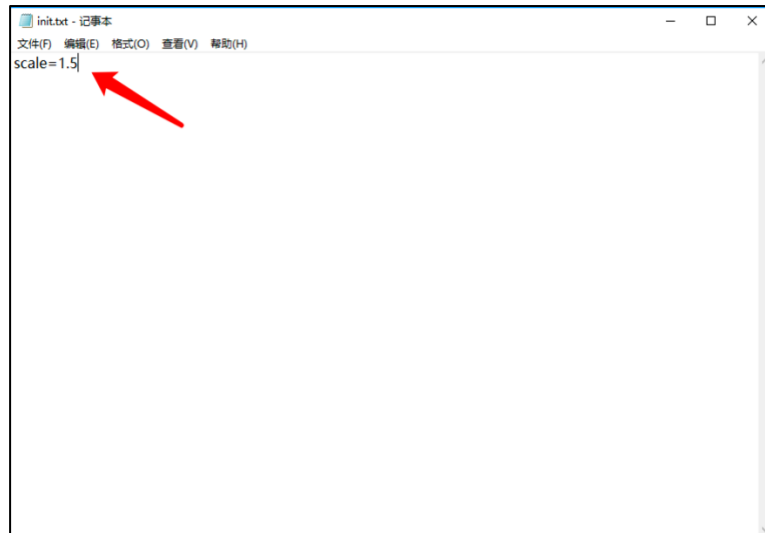 init.txt - 记事本
文件(F) 编辑(E) 格式(O) 查看(V) 帮助(H)
scale=1.5